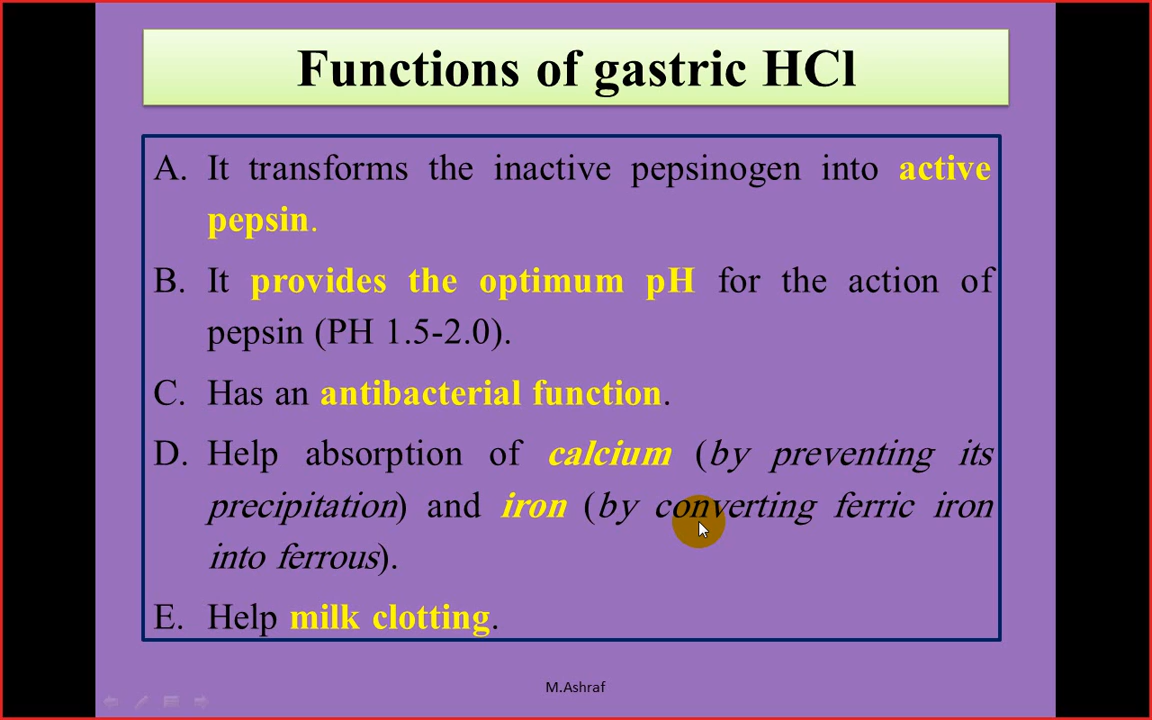 Functions of gastric HCl
A. It transforms the inactive pepsinogen into active
pepsin.
B. It provides the optimum pH for the action of
pepsin (PH 1.5-2.0).
C. Has an antibacterial function.
D. Help absorption of calcium (by preventing its
precipitation) and iron (by converting ferric iron
into ferrous).
E. Help milk clotting.
M.Ashraf